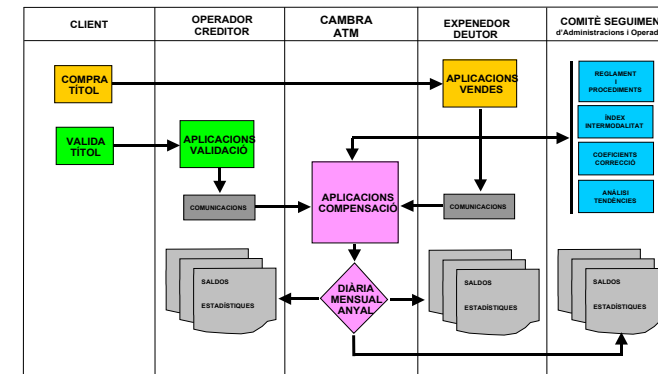 CLIENT
OPERADOR
CREDITOR
CAMBRA
ATM
EXPENEDOR
DEUTOR
COMITÈ SEGUIMEN
d'Administracions i Operad
COMPRA
TÍTOL
APLICACIONS
VENDES
REGLAMENT
I
PROCEDIMENTS
ÍNDEX
INTERMODALITAT
COEFICIENTS
CORRECCIÓ
ANÀLISI
TENDÈNCIES
VALIDA
TÍTOL
APLICACIONS
VALIDACIÓ
APLICACIONS
COMPENSACIÓ
COMUNICACIONS
COMUNICACIONS
SALDOS
ESTADÍSTIQUES
DIÀRIA
MENSUAL
ANYAL
SALDOS
ESTADÍSTIQUES
SALDOS
ESTADÍSTIQUES